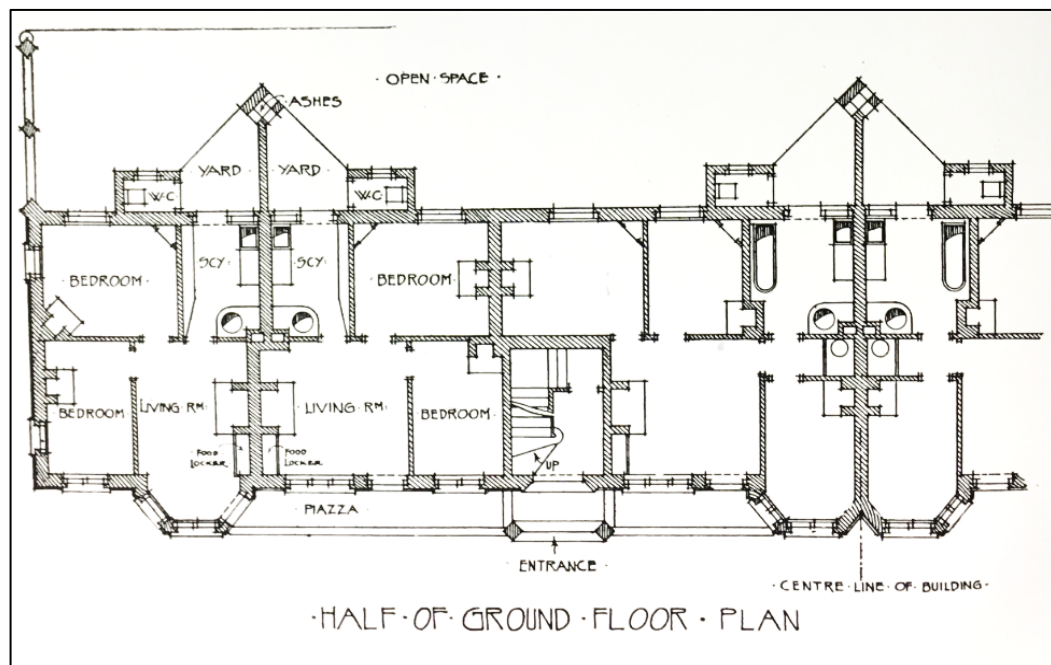 · OPEN · SPACE ·
ASHES
YARD
YARD
W·C
W·C
· BEDROOM ·
SCY
SCY
· BEDROOM ·
BEDROOM
LIVING RM:
· LIVING · RM ·
BEDROOM
FOOD
LOCKER
FOOD
LOCKER
UP
PIAZZA
· ENTRANCE ·
· CENTRE · LINE · OF · BUILDING ·
· HALF · OF · GROUND · FLOOR · PLAN